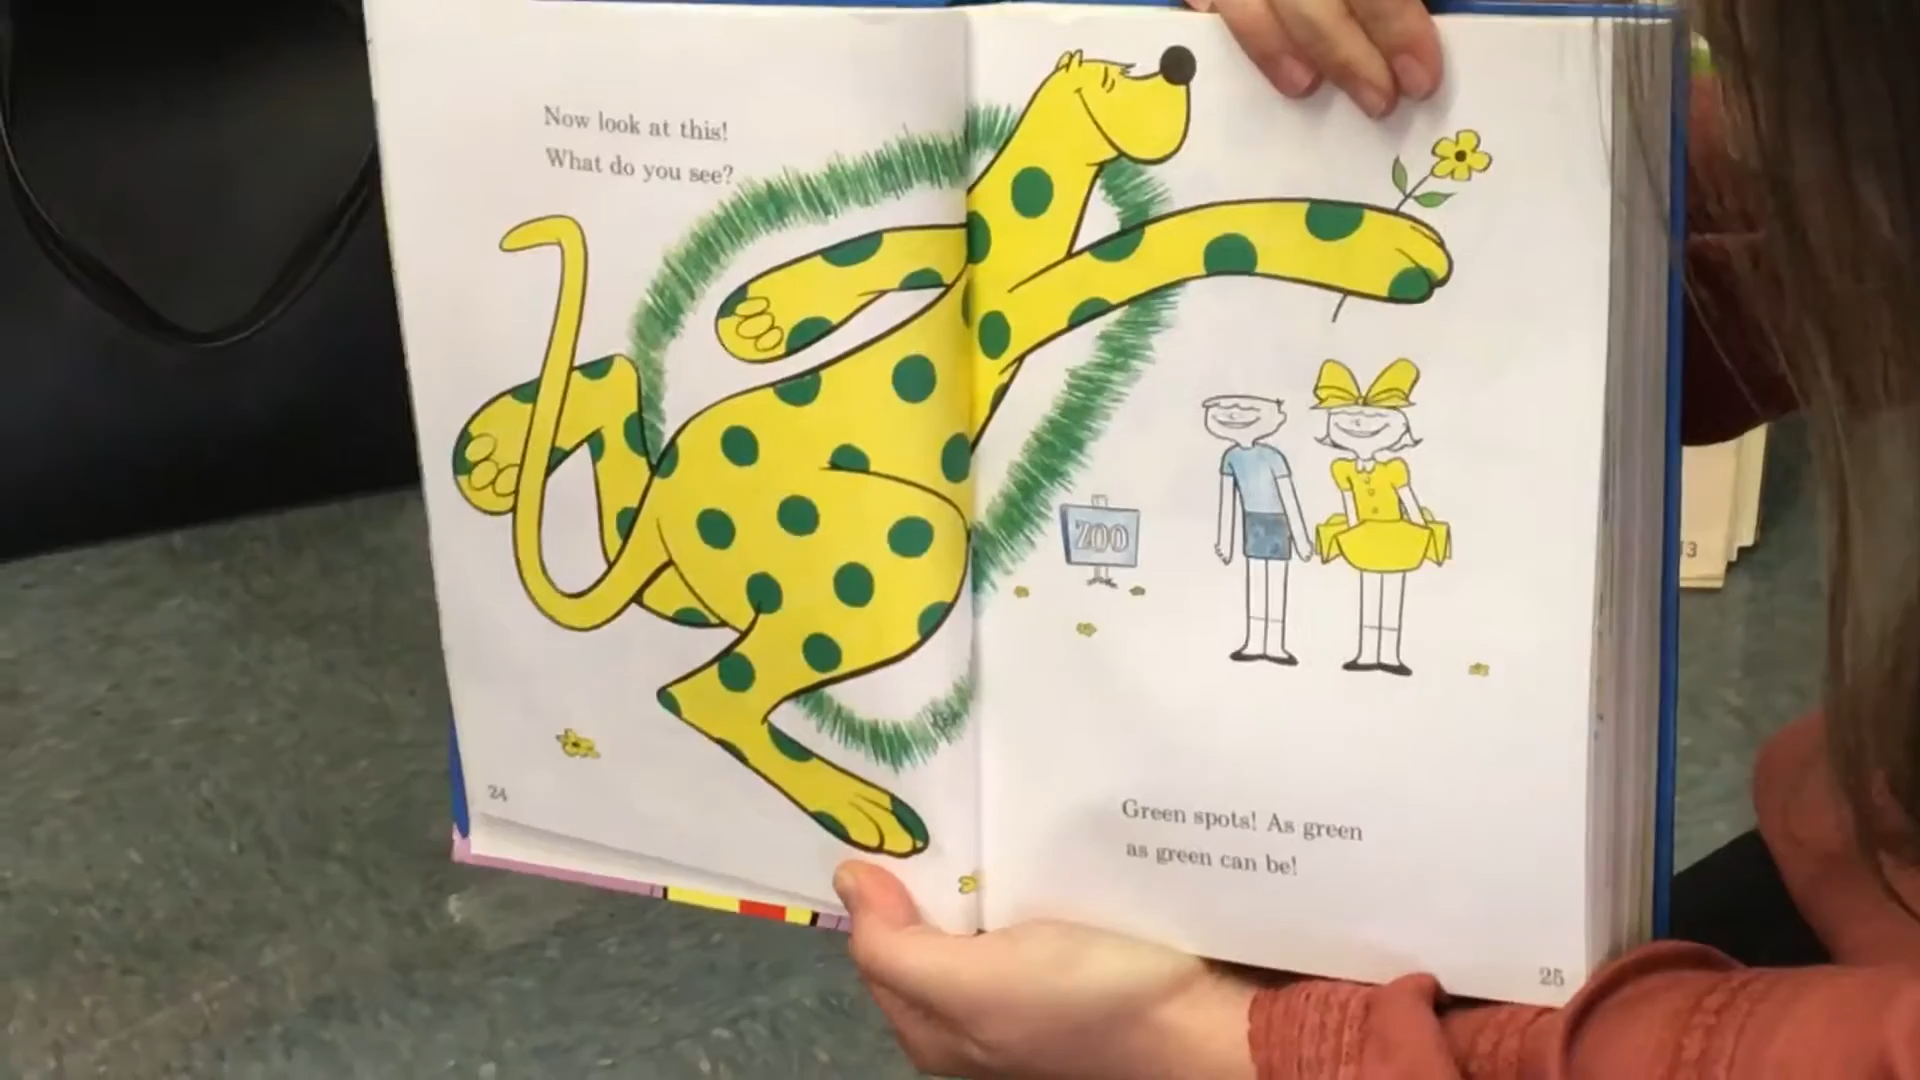 Now look at this!
What do you see?
ZOO
24
Green spots! As green
as green can be!
25
13